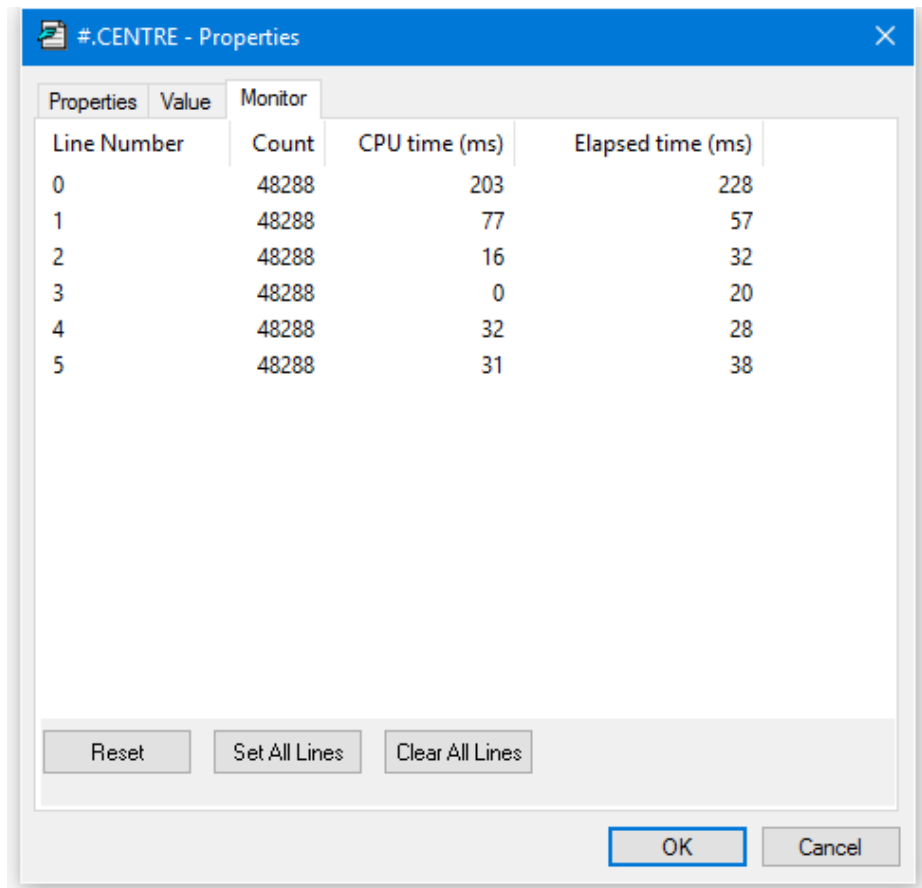 #.CENTRE - Properties
Properties Value Monitor
Line Number Count CPU time (ms) Elapsed time (ms)
0 48288 203 228
1 48288 77 57
2 48288 16 32
3 48288 0 20
4 48288 32 28
5 48288 31 38
Reset Set All Lines Clear All Lines
OK Cancel